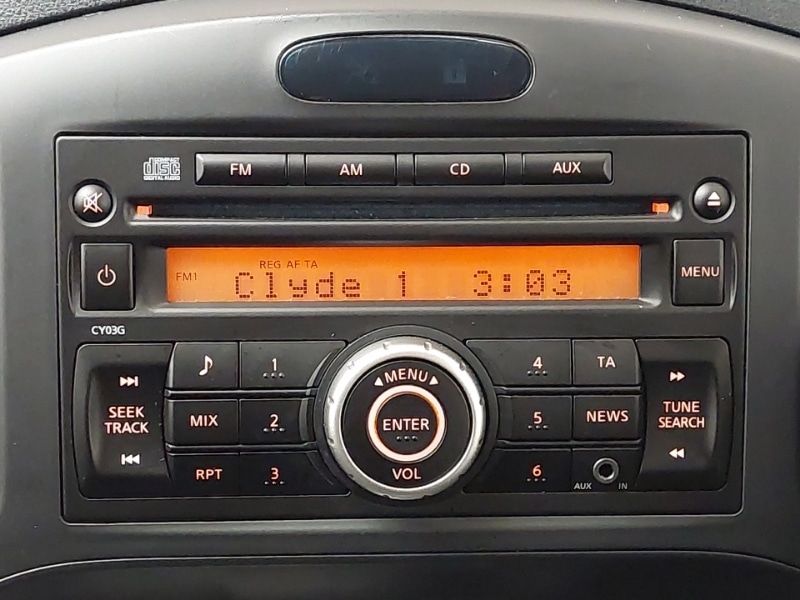 COMPACT
disc
DIGITAL AUDIO
FM AM CD AUX
REG AF TA
FM1
Clyde 1 3:03
MENU
CY03G
1
4 TA
MENU
SEEK
TRACK
MIX 2
ENTER
5 NEWS
TUNE
SEARCH
RPT 3
VOL
6
AUX IN